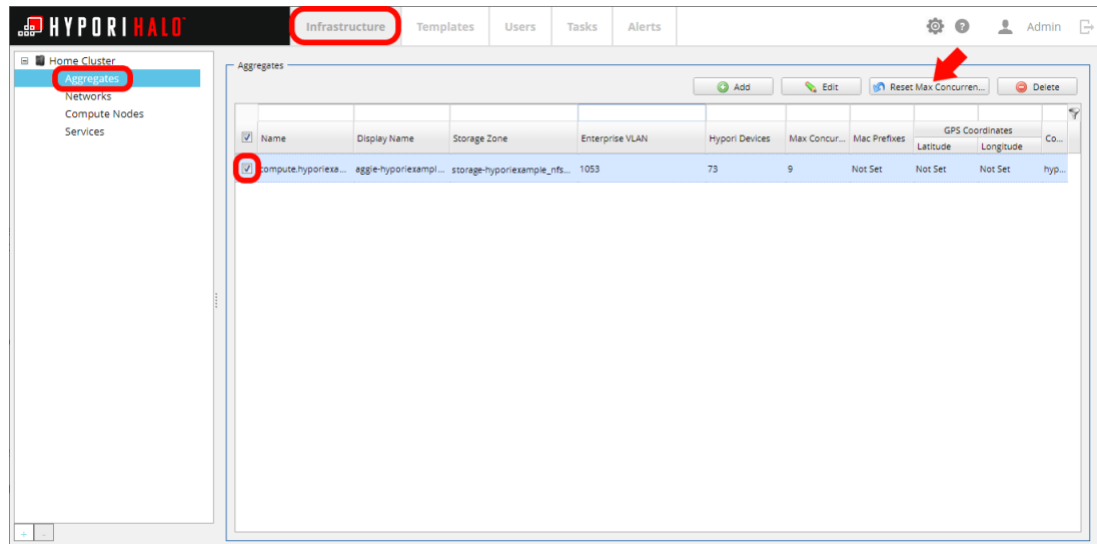 HYPORI HALO
Infrastructure Templates Users Tasks Alerts
Admin
Home Cluster
Aggregates
Networks
Compute Nodes
Services
Aggregates
Add Edit Reset Max Concurren... Delete
Name Display Name Storage Zone Enterprise VLAN Hypori Devices Max Concur... Mac Prefixes GPS Coordinates Co...
Latitude Longitude
compute.hyporiexa... aggie-hyporiexampl... storage-hyporiexample_nfs... 1053 73 9 Not Set Not Set Not Set hyp...